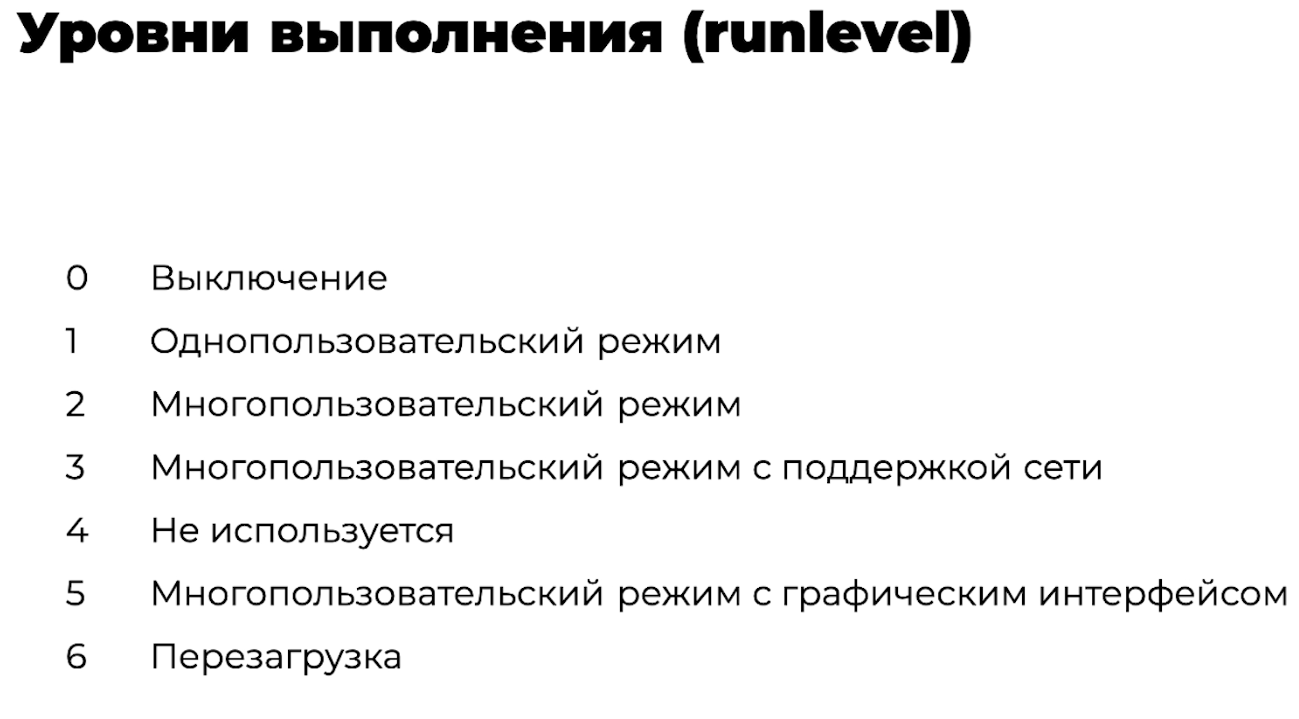 Уровни выполнения (runlevel)
0 Выключение
1 Однопользовательский режим
2 Многопользовательский режим
3 Многопользовательский режим с поддержкой сети
4 Не используется
5 Многопользовательский режим с графическим интерфейсом
6 Перезагрузка